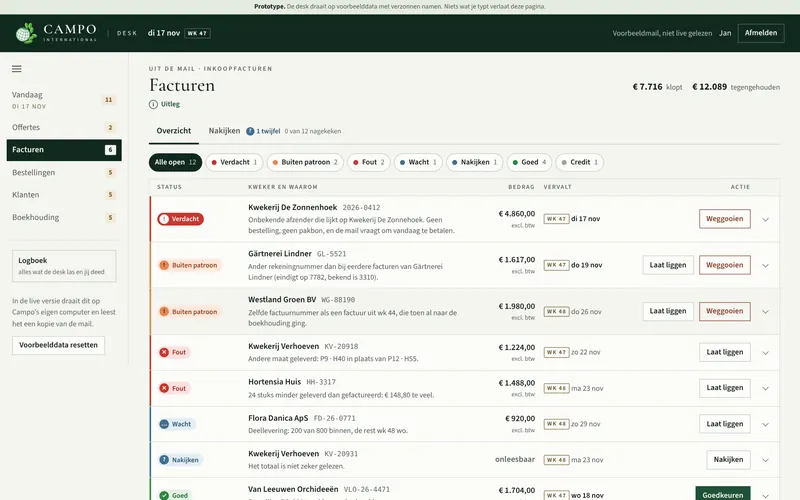 Prototype. De desk draait op voorbeelddata met verzonnen namen. Niets wat je typt verlaat deze pagina.
CAMPO
INTERNATIONAL
DESK
di 17 nov
WK 47
Voorbeeldmail, niet live gelezen
Jan
Afmelden
Vandaag
DI 17 NOV
11
Offertes
2
Facturen
6
Bestellingen
5
Klanten
5
Boekhouding
5
Logboek
alles wat de desk las en jij deed
In de live versie draait dit op
Campo's eigen computer en leest
het een kopie van de mail.
Voorbeelddata resetten
UIT DE MAIL · INKOOPFACTUREN
Facturen
Uitleg
€ 7.716 klopt
€ 12.089 tegengehouden
Overzicht
Nakijken
? 1 twijfel
0 van 12 nagekeken
Alle open 12
Verdacht 1
Buiten patroon 2
Fout 2
Wacht 1
Nakijken 1
Goed 4
Credit 1
STATUS
KWEKER EN WAAROM
BEDRAG
VERVALT
ACTIE
! Verdacht
Kwekerij De Zonnenhoek 2026-0412
Onbekende afzender die lijkt op Kwekerij De Zonnehoek. Geen
bestelling, geen pakbon, en de mail vraagt om vandaag te betalen.
€ 4.860,00
excl. btw
WK 47 di 17 nov
Weggooien
! Buiten patroon
Gärtnerei Lindner GL-5521
Ander rekeningnummer dan bij eerdere facturen van Gärtnerei
Lindner (eindigt op 7782, bekend is 3310).
€ 1.617,00
excl. btw
WK 47 do 19 nov
Laat liggen
Weggooien
! Buiten patroon
Westland Groen BV WG-88190
Zelfde factuurnummer als een factuur uit wk 44, die toen al naar de
boekhouding ging.
€ 1.980,00
excl. btw
WK 48 do 26 nov
Laat liggen
Weggooien
Fout
Kwekerij Verhoeven KV-20918
Andere maat geleverd: P9 · H40 in plaats van P12 · H55.
€ 1.224,00
excl. btw
WK 47 zo 22 nov
Laat liggen
Fout
Hortensia Huis HH-3317
24 stuks minder geleverd dan gefactureerd: € 148,80 te veel.
€ 1.488,00
excl. btw
WK 48 ma 23 nov
Laat liggen
Wacht
Flora Danica ApS FD-26-0771
Deellevering: 200 van 800 binnen, de rest wk 48 wo.
€ 920,00
excl. btw
WK 48 zo 29 nov
Laat liggen
? Nakijken
Kwekerij Verhoeven KV-20931
Het totaal is niet zeker gelezen.
onleesbaar
WK 48 ma 23 nov
Nakijken
Goed
Van Leeuwen Orchideeën VLO-26-4471
€ 1.704,00
WK 47 wo 18 nov
Goedkeuren